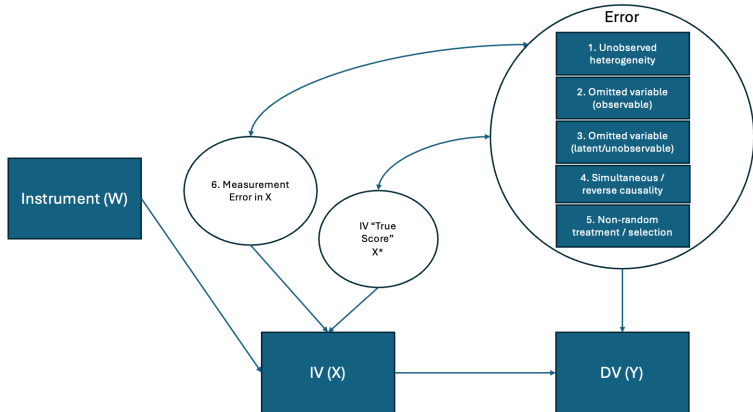 Error
1. Unobserved
heterogeneity
2. Omitted variable
(observable)
3. Omitted variable
(latent/unobservable)
4. Simultaneous /
reverse causality
5. Non-random
treatment / selection
6. Measurement
Error in X
Instrument (W)
IV “True
Score”
X*
IV (X)
DV (Y)